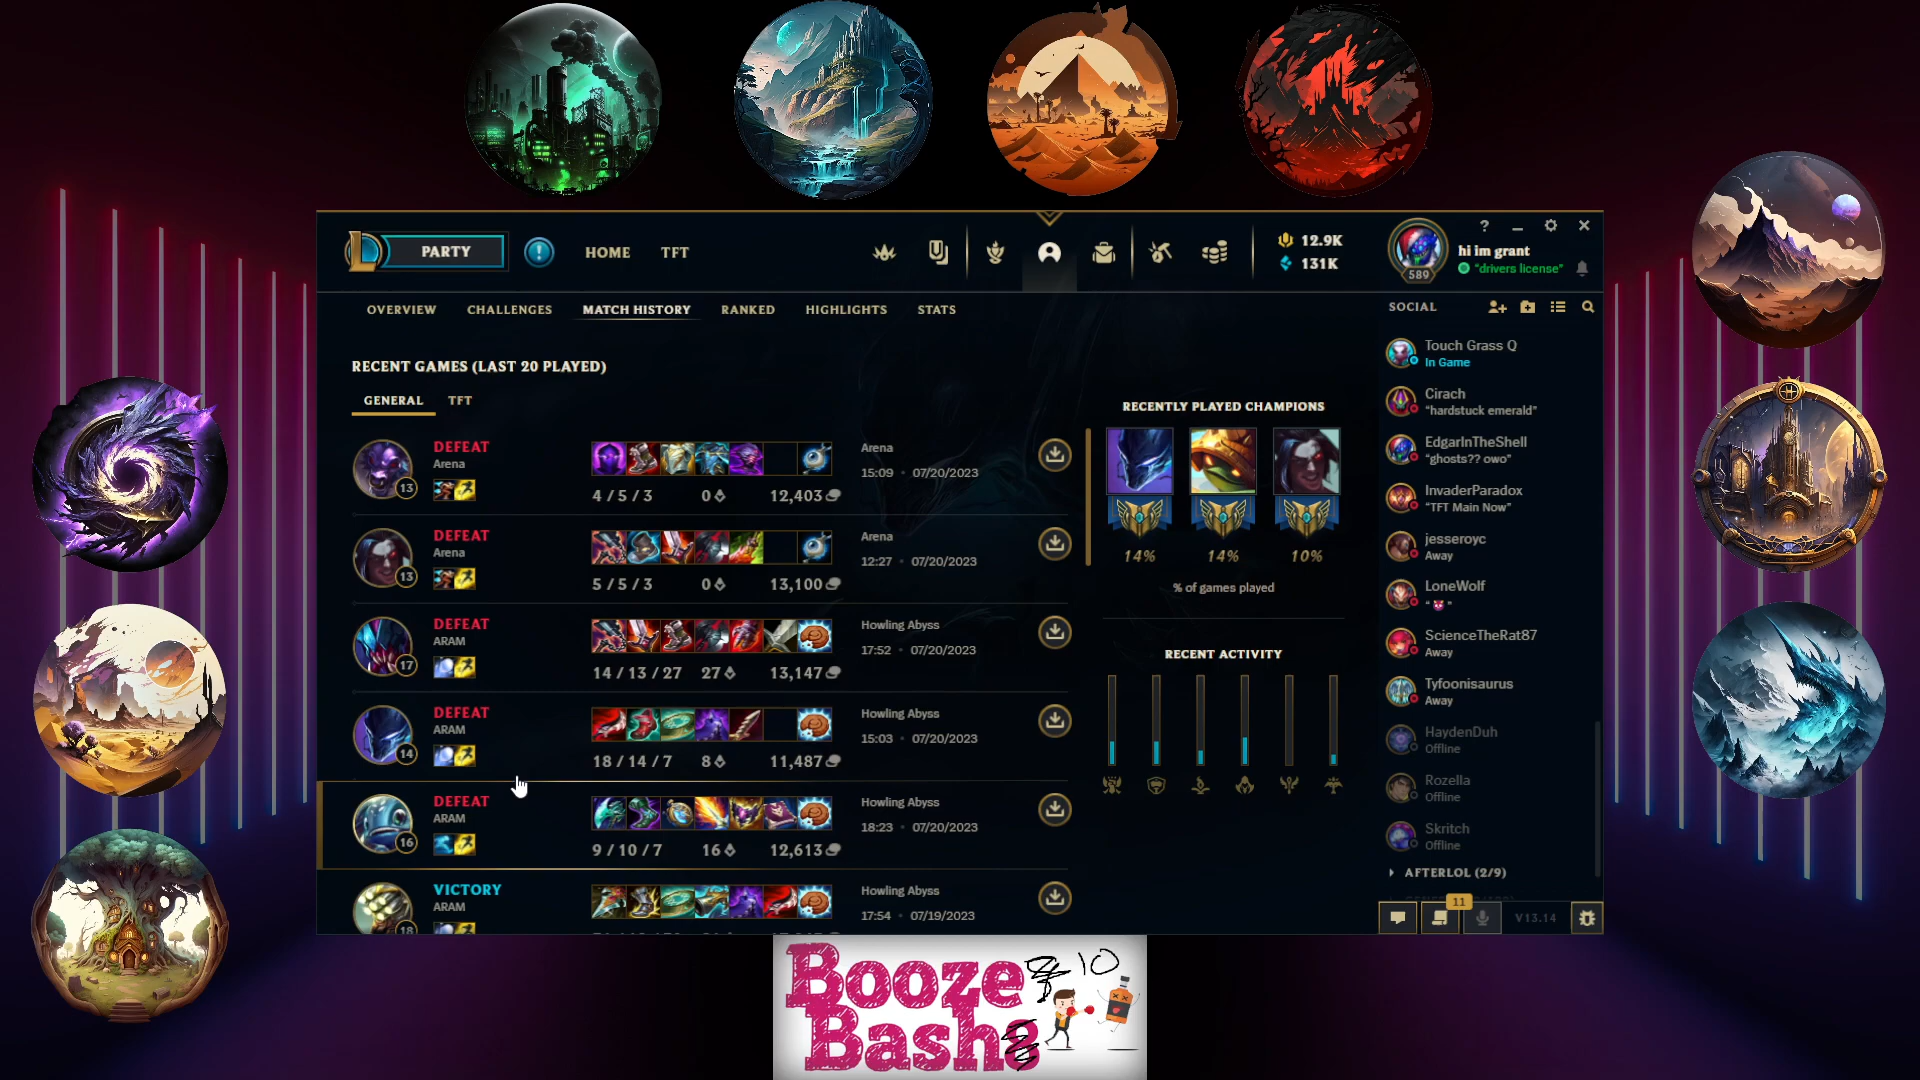 PARTY
HOME
TFT
12.9K
131K
589
hi im grant
"drivers license"
OVERVIEW
CHALLENGES
MATCH HISTORY
RANKED
HIGHLIGHTS
STATS
SOCIAL
RECENT GAMES (LAST 20 PLAYED)
GENERAL
TFT
13
DEFEAT
Arena
4 / 5 / 3
0
12,403
Arena
15:09 • 07/20/2023
13
DEFEAT
Arena
5 / 5 / 3
0
13,100
Arena
12:27 • 07/20/2023
17
DEFEAT
ARAM
14 / 13 / 27
27
13,147
Howling Abyss
17:52 • 07/20/2023
14
DEFEAT
ARAM
18 / 14 / 7
8
11,487
Howling Abyss
15:03 • 07/20/2023
16
DEFEAT
ARAM
9 / 10 / 7
16
12,613
Howling Abyss
18:23 • 07/20/2023
18
VICTORY
ARAM
Howling Abyss
17:54 • 07/19/2023
RECENTLY PLAYED CHAMPIONS
14%
14%
10%
% of games played
RECENT ACTIVITY
Touch Grass Q
In Game
Cirach
"hardstuck emerald"
EdgarInTheShell
"ghosts?? owo"
InvaderParadox
"TFT Main Now"
jesseroyc
Away
LoneWolf
ScienceTheRat87
Away
Tyfoonisaurus
Away
HaydenDuh
Offline
Rozella
Offline
Skritch
Offline
AFTERLOL (2/9)
11
V13.14
Booze 10
Bash